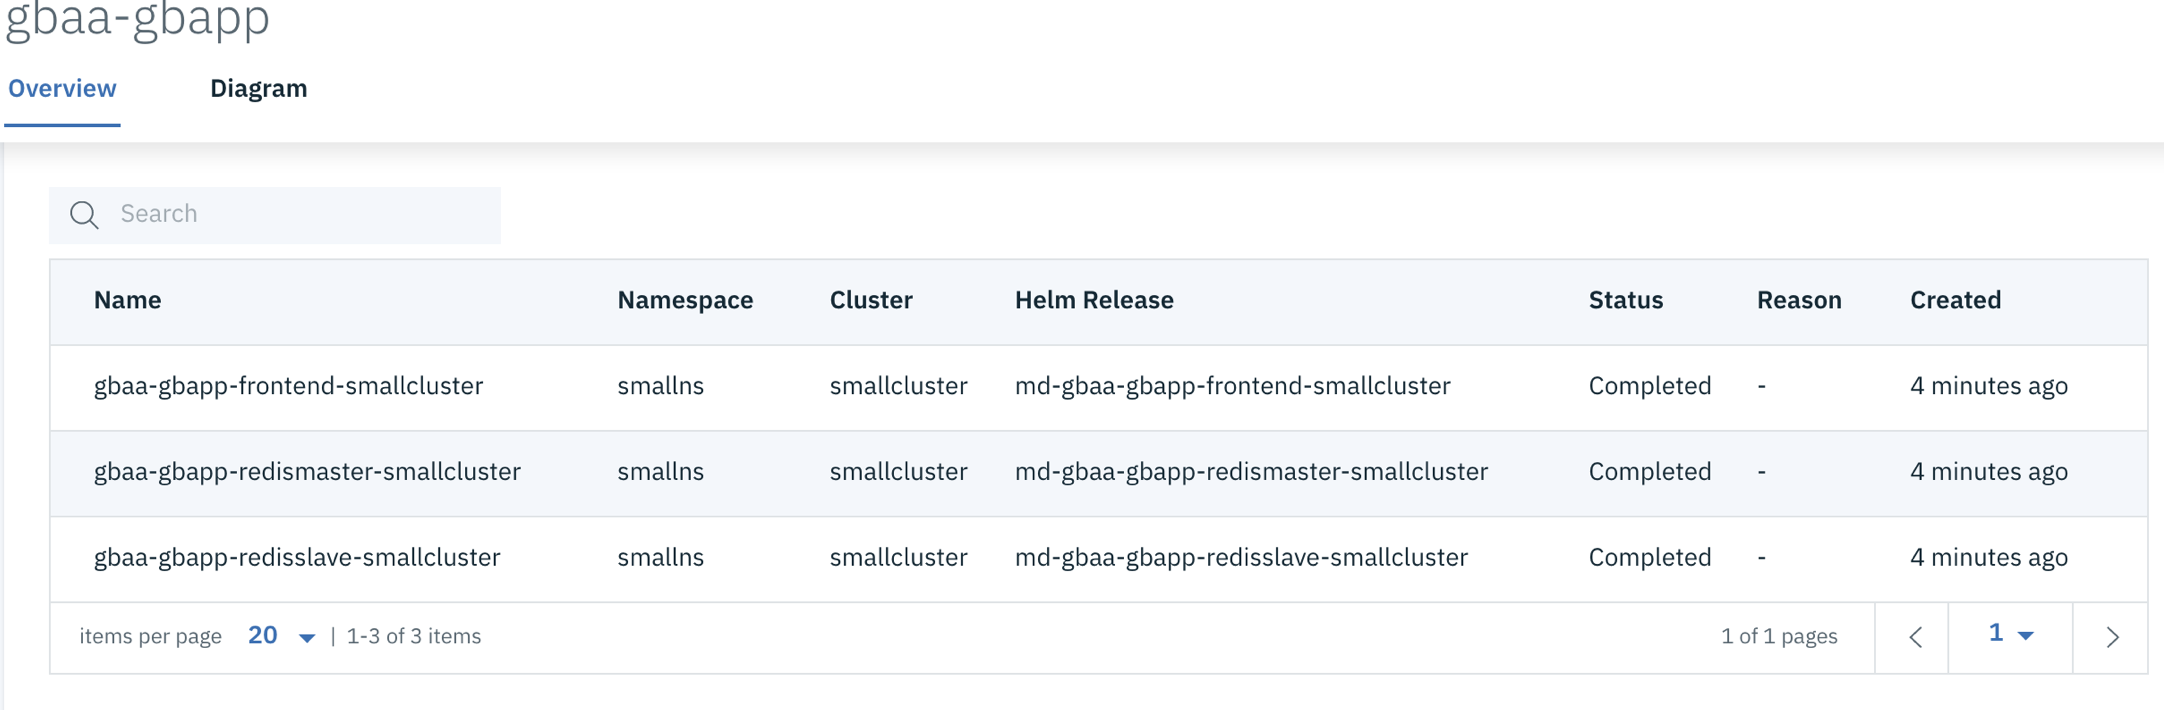 gbaa-gbapp
Overview Diagram
Search
Name Namespace Cluster Helm Release Status Reason Created
gbaa-gbapp-frontend-smallcluster smallns smallcluster md-gbaa-gbapp-frontend-smallcluster Completed - 4 minutes ago
gbaa-gbapp-redismaster-smallcluster smallns smallcluster md-gbaa-gbapp-redismaster-smallcluster Completed - 4 minutes ago
gbaa-gbapp-redisslave-smallcluster smallns smallcluster md-gbaa-gbapp-redisslave-smallcluster Completed - 4 minutes ago
items per page 20 | 1-3 of 3 items 1 of 1 pages 1